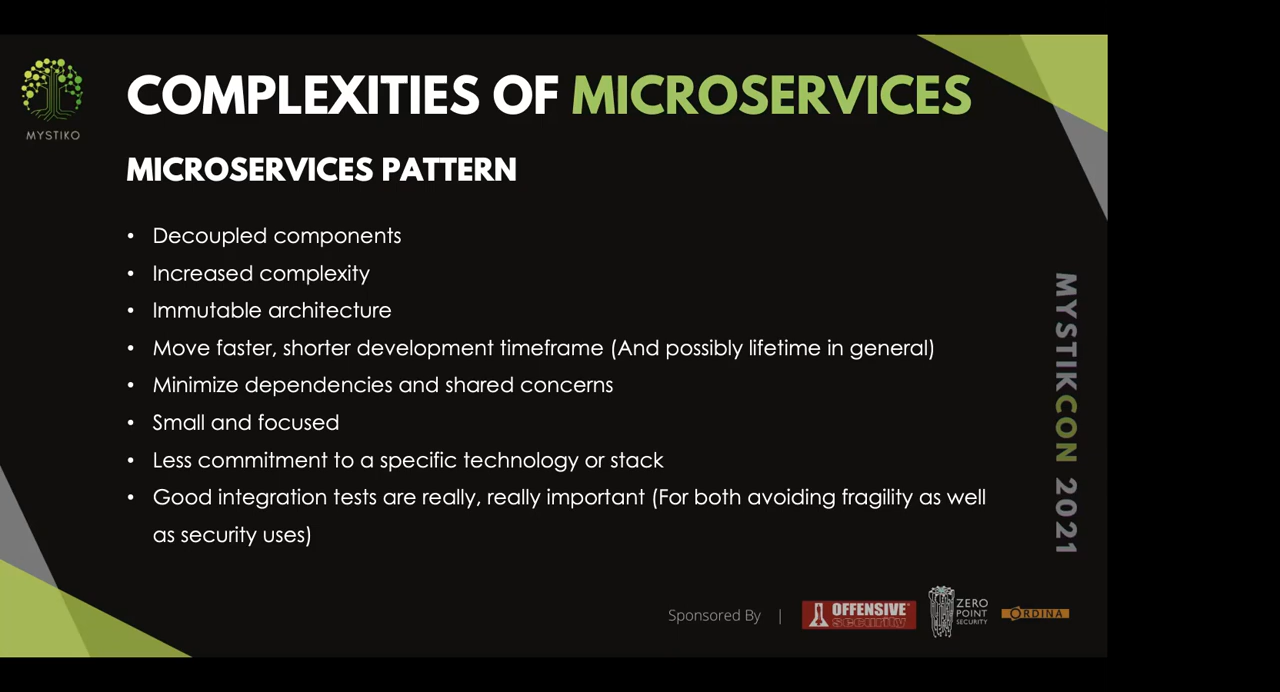 MYSTIKO
COMPLEXITIES OF MICROSERVICES
MICROSERVICES PATTERN
• Decoupled components
• Increased complexity
• Immutable architecture
• Move faster, shorter development timeframe (And possibly lifetime in general)
• Minimize dependencies and shared concerns
• Small and focused
• Less commitment to a specific technology or stack
• Good integration tests are really, really important (For both avoiding fragility as well
as security uses)
MYSTIKCON 2021
Sponsored By |
OFFENSIVE
security
ZERO
POINT
SECURITY
ORDINA